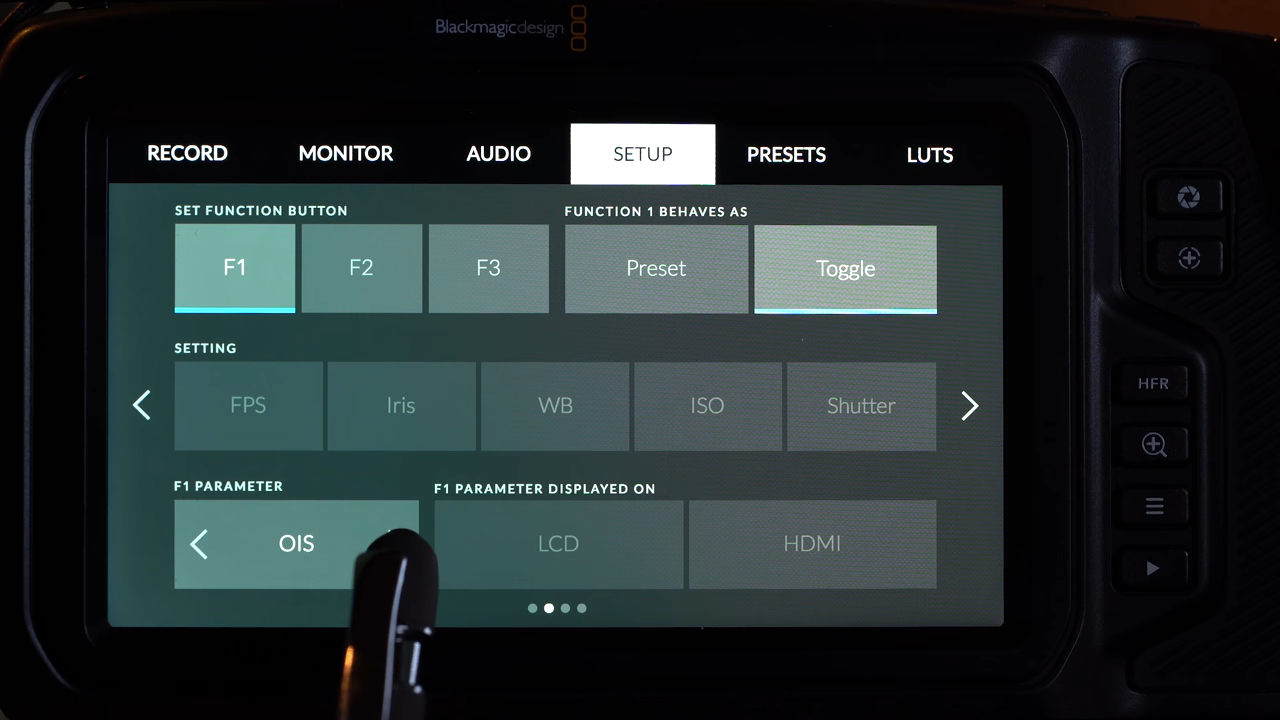 Blackmagicdesign
RECORD MONITOR AUDIO SETUP PRESETS LUTS
SET FUNCTION BUTTON FUNCTION 1 BEHAVES AS
F1 F2 F3 Preset Toggle
SETTING
FPS Iris WB ISO Shutter
F1 PARAMETER F1 PARAMETER DISPLAYED ON
OIS LCD HDMI
HFR